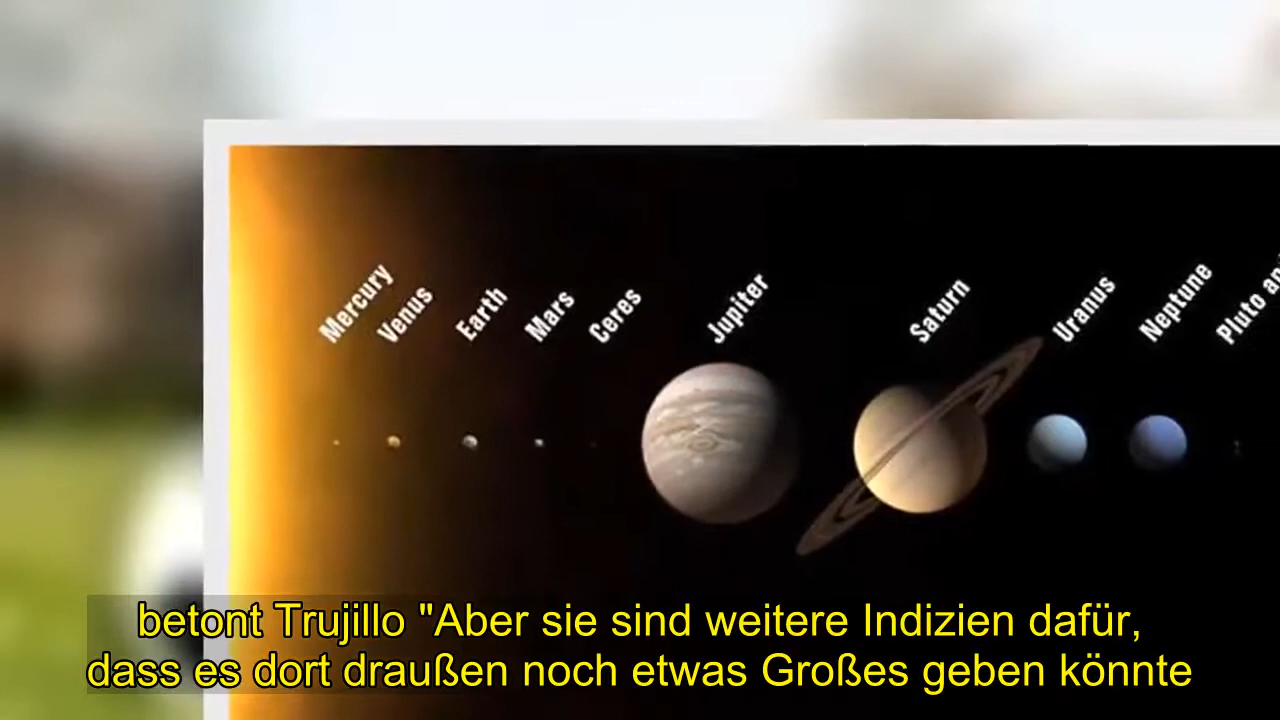 Mercury
Venus
Earth
Mars
Ceres
Jupiter
Saturn
Uranus
Neptune
Pluto
betont Trujillo "Aber sie sind weitere Indizien dafür,
dass es dort draußen noch etwas Großes geben könnte